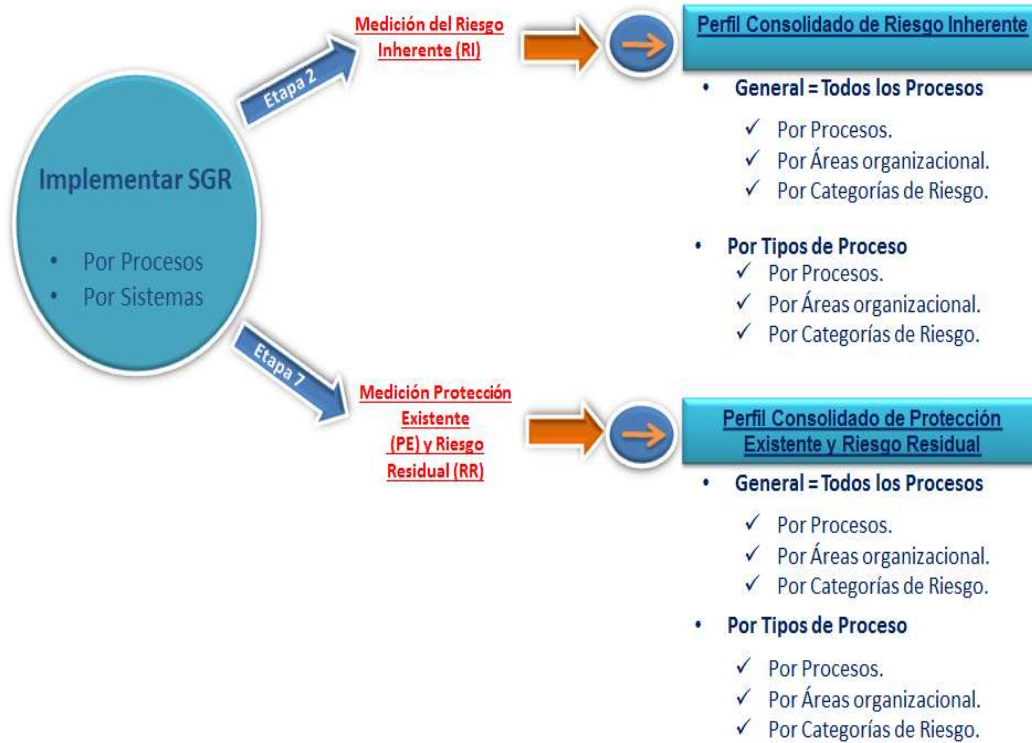 Implementar SGR
• Por Procesos
• Por Sistemas
Etapa 2
Medición del Riesgo
Inherente (RI)
Perfil Consolidado de Riesgo Inherente
• General = Todos los Procesos
✓ Por Procesos.
✓ Por Áreas organizacional.
✓ Por Categorías de Riesgo.
• Por Tipos de Proceso
✓ Por Procesos.
✓ Por Áreas organizacional.
✓ Por Categorías de Riesgo.
Etapa 7
Medición Protección
Existente
(PE) y Riesgo
Residual (RR)
Perfil Consolidado de Protección
Existente y Riesgo Residual
• General = Todos los Procesos
✓ Por Procesos.
✓ Por Áreas organizacional.
✓ Por Categorías de Riesgo.
• Por Tipos de Proceso
✓ Por Procesos.
✓ Por Áreas organizacional.
✓ Por Categorías de Riesgo.